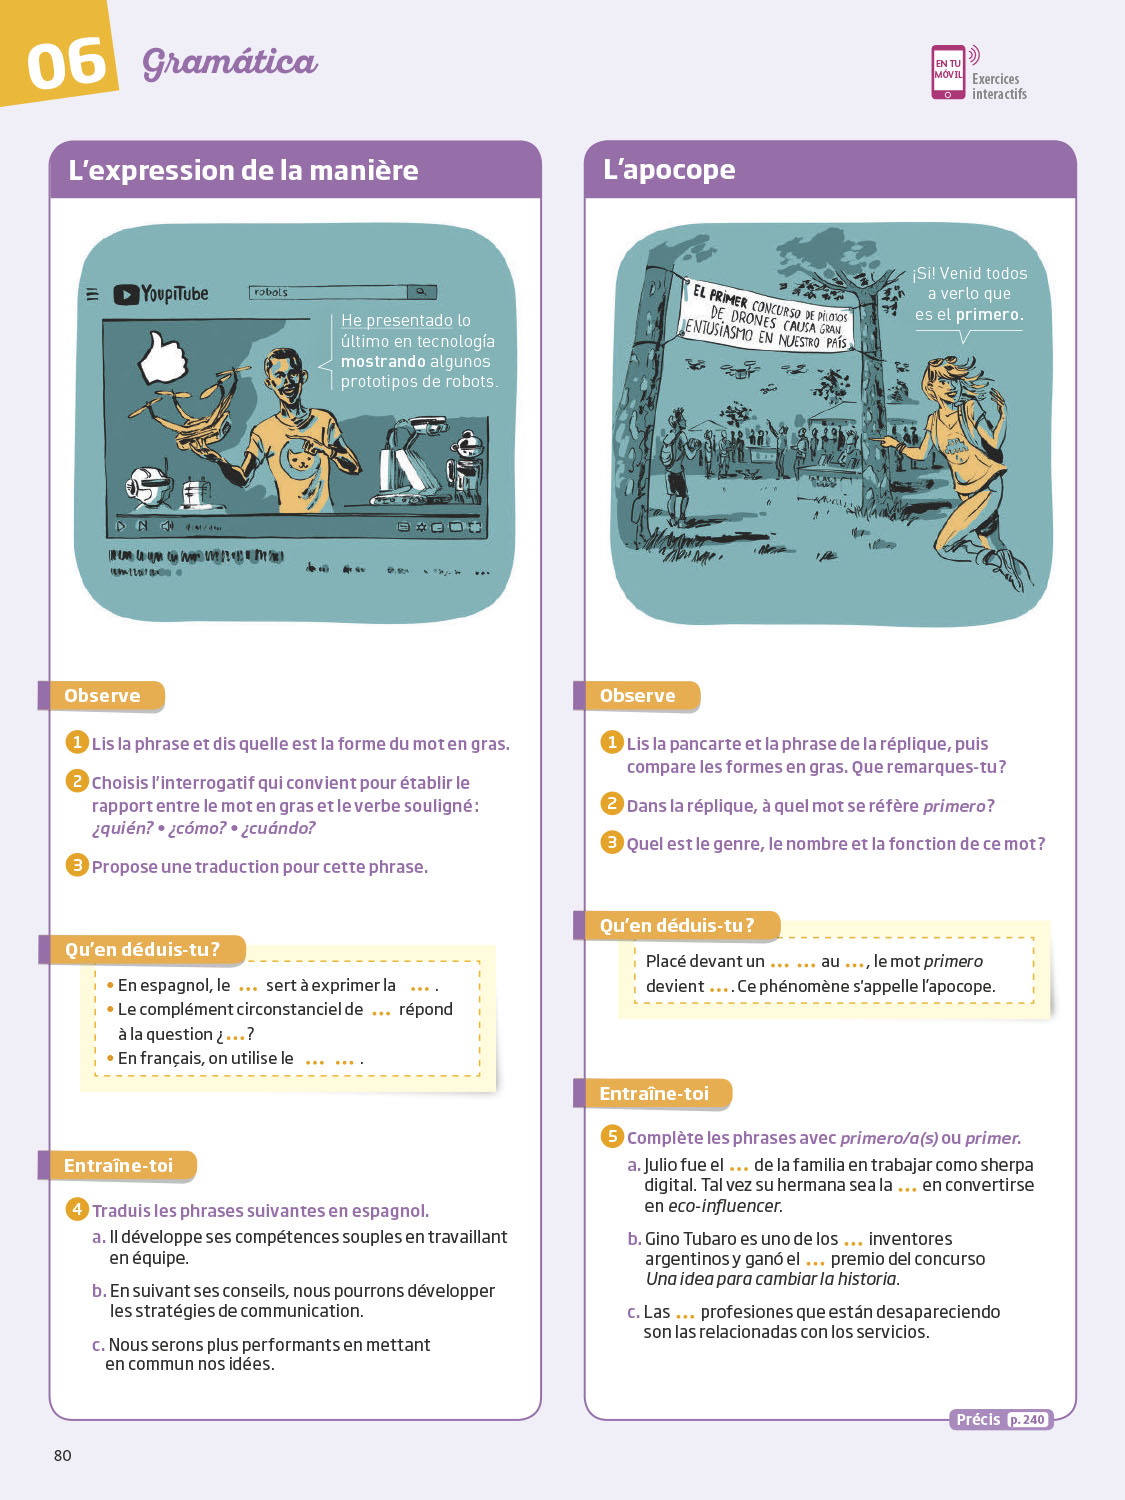 06
Gramática
EN TU
MÓVIL
Exercices
interactifs
L'expression de la manière
YoupiTube
robots
He presentado lo
último en tecnología
mostrando algunos
prototipos de robots.
Observe
1 Lis la phrase et dis quelle est la forme du mot en gras.
2 Choisis l'interrogatif qui convient pour établir le
rapport entre le mot en gras et le verbe souligné :
¿quién? • ¿cómo? • ¿cuándo?
3 Propose une traduction pour cette phrase.
Qu'en déduis-tu ?
• En espagnol, le ... sert à exprimer la ... .
• Le complément circonstanciel de ... répond
à la question ¿ ... ?
• En français, on utilise le ... ... .
Entraîne-toi
4 Traduis les phrases suivantes en espagnol.
a. Il développe ses compétences souples en travaillant
en équipe.
b. En suivant ses conseils, nous pourrons développer
les stratégies de communication.
c. Nous serons plus performants en mettant
en commun nos idées.
L'apocope
EL PRIMER CONCURSO DE PILOTOS
DE DRONES CAUSA GRAN
ENTUSIASMO EN NUESTRO PAÍS
¡Si! Venid todos
a verlo que
es el primero.
Observe
1 Lis la pancarte et la phrase de la réplique, puis
compare les formes en gras. Que remarques-tu ?
2 Dans la réplique, à quel mot se réfère primero ?
3 Quel est le genre, le nombre et la fonction de ce mot ?
Qu'en déduis-tu ?
Placé devant un ... ... au ..., le mot primero
devient .... Ce phénomène s'appelle l'apocope.
Entraîne-toi
5 Complète les phrases avec primero/a(s) ou primer.
a. Julio fue el ... de la familia en trabajar como sherpa
digital. Tal vez su hermana sea la ... en convertirse
en eco-influencer.
b. Gino Tubaro es uno de los ... inventores
argentinos y ganó el ... premio del concurso
Una idea para cambiar la historia.
c. Las ... profesiones que están desapareciendo
son las relacionadas con los servicios.
Précis p. 240
80